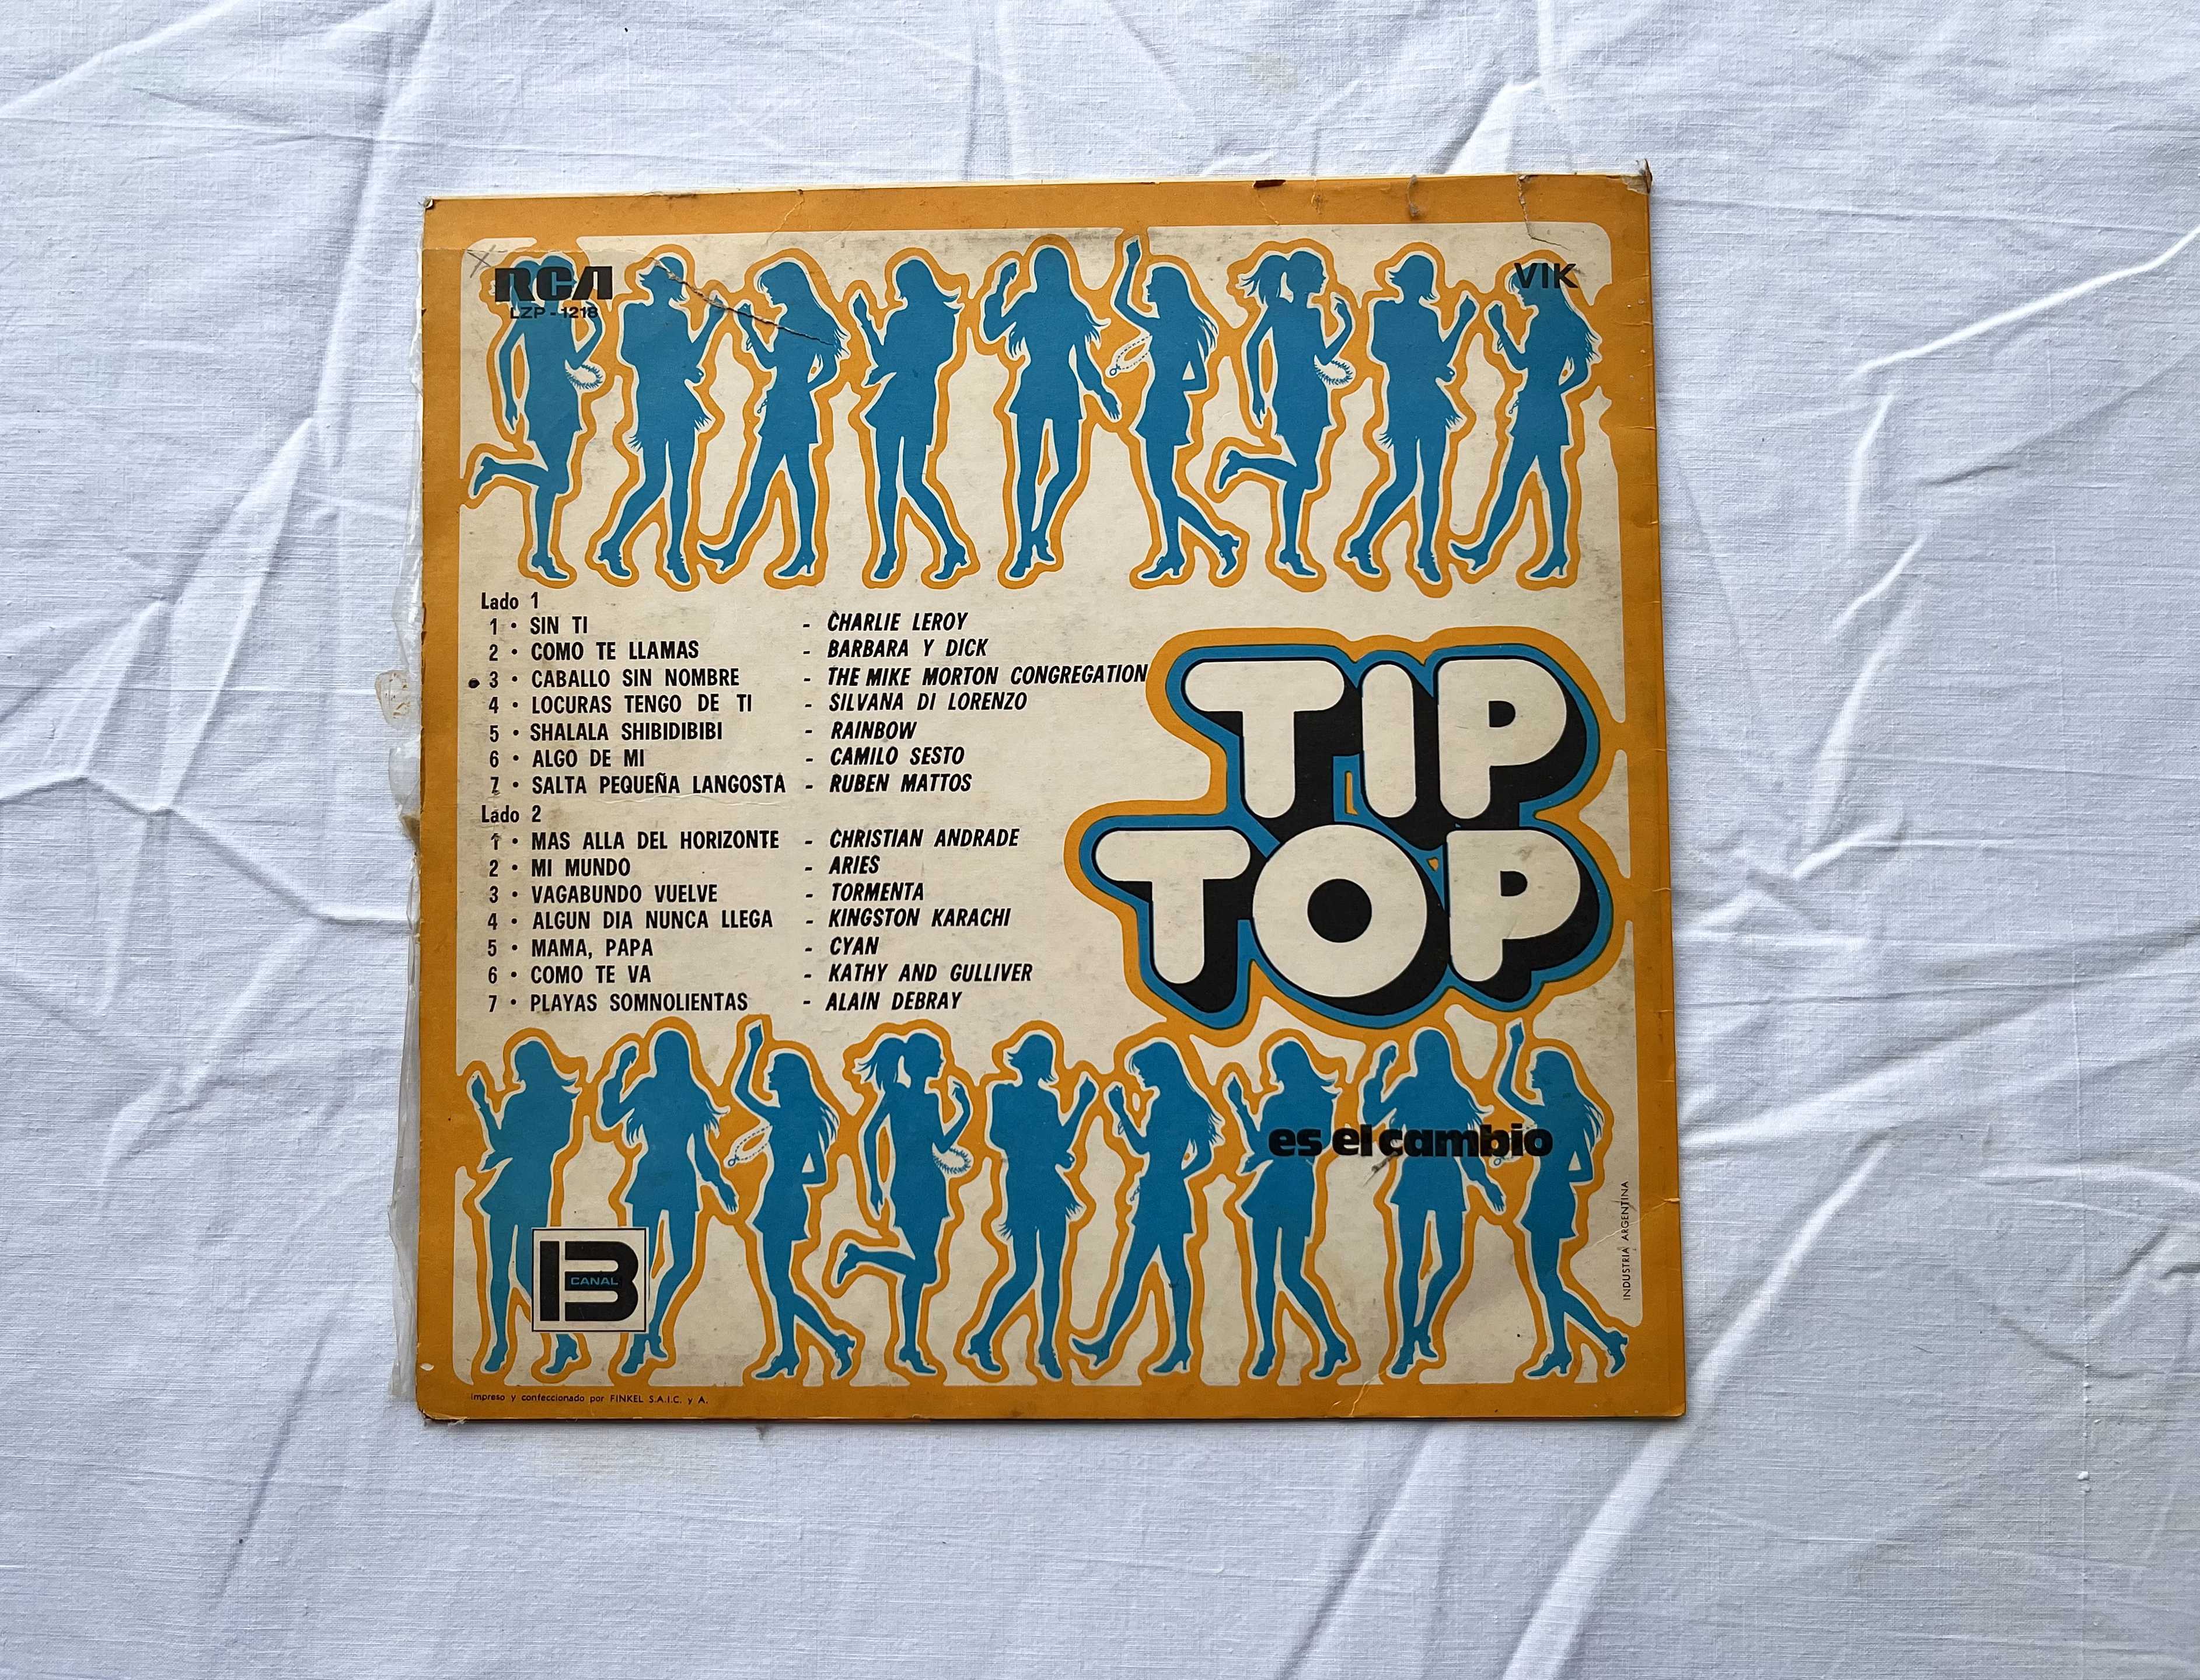 RCA
LZP - 1218
VIK
Lado 1
1 • SIN TI - CHARLIE LEROY
2 • COMO TE LLAMAS - BARBARA Y DICK
3 • CABALLO SIN NOMBRE - THE MIKE MORTON CONGREGATION
4 • LOCURAS TENGO DE TI - SILVANA DI LORENZO
5 • SHALALA SHIBIDIBIBI - RAINBOW
6 • ALGO DE MI - CAMILO SESTO
7 • SALTA PEQUEÑA LANGOSTA - RUBEN MATTOS
Lado 2
1 • MAS ALLA DEL HORIZONTE - CHRISTIAN ANDRADE
2 • MI MUNDO - ARIES
3 • VAGABUNDO VUELVE - TORMENTA
4 • ALGUN DIA NUNCA LLEGA - KINGSTON KARACHI
5 • MAMA, PAPA - CYAN
6 • COMO TE VA - KATHY AND GULLIVER
7 • PLAYAS SOMNOLIENTAS - ALAIN DEBRAY
TIP
TOP
es el cambio
INDUSTRIA ARGENTINA
13
CANAL
Impreso y confeccionado por FINKEL S.A.I.C. y A.